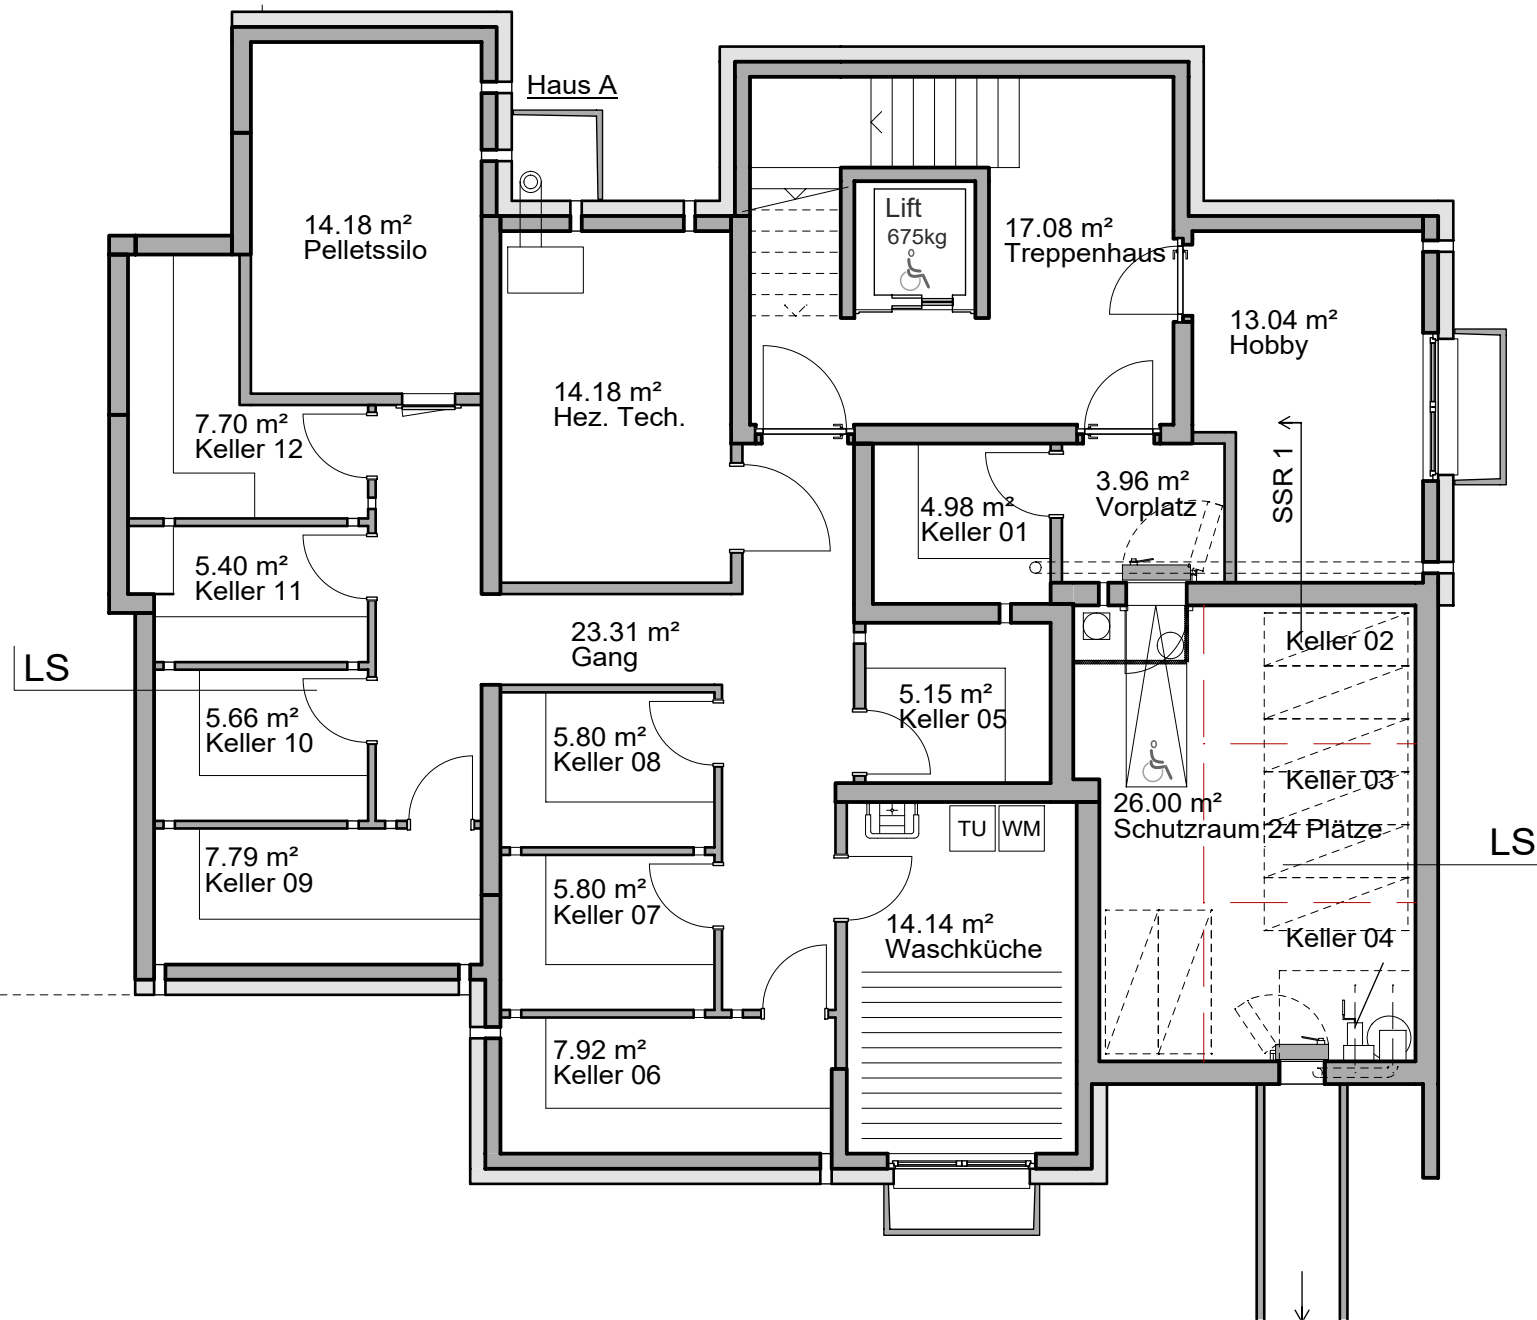 Haus A
14.18 m²
Pelletssilo
Lift
675kg
17.08 m²
Treppenhaus
13.04 m²
Hobby
14.18 m²
Hez. Tech.
7.70 m²
Keller 12
SSR 1
3.96 m²
Vorplatz
4.98 m²
Keller 01
5.40 m²
Keller 11
23.31 m²
Gang
Keller 02
LS
5.66 m²
Keller 10
5.80 m²
Keller 08
5.15 m²
Keller 05
Keller 03
26.00 m²
Schutzraum 24 Plätze
TU
WM
LS
7.79 m²
Keller 09
5.80 m²
Keller 07
14.14 m²
Waschküche
Keller 04
7.92 m²
Keller 06